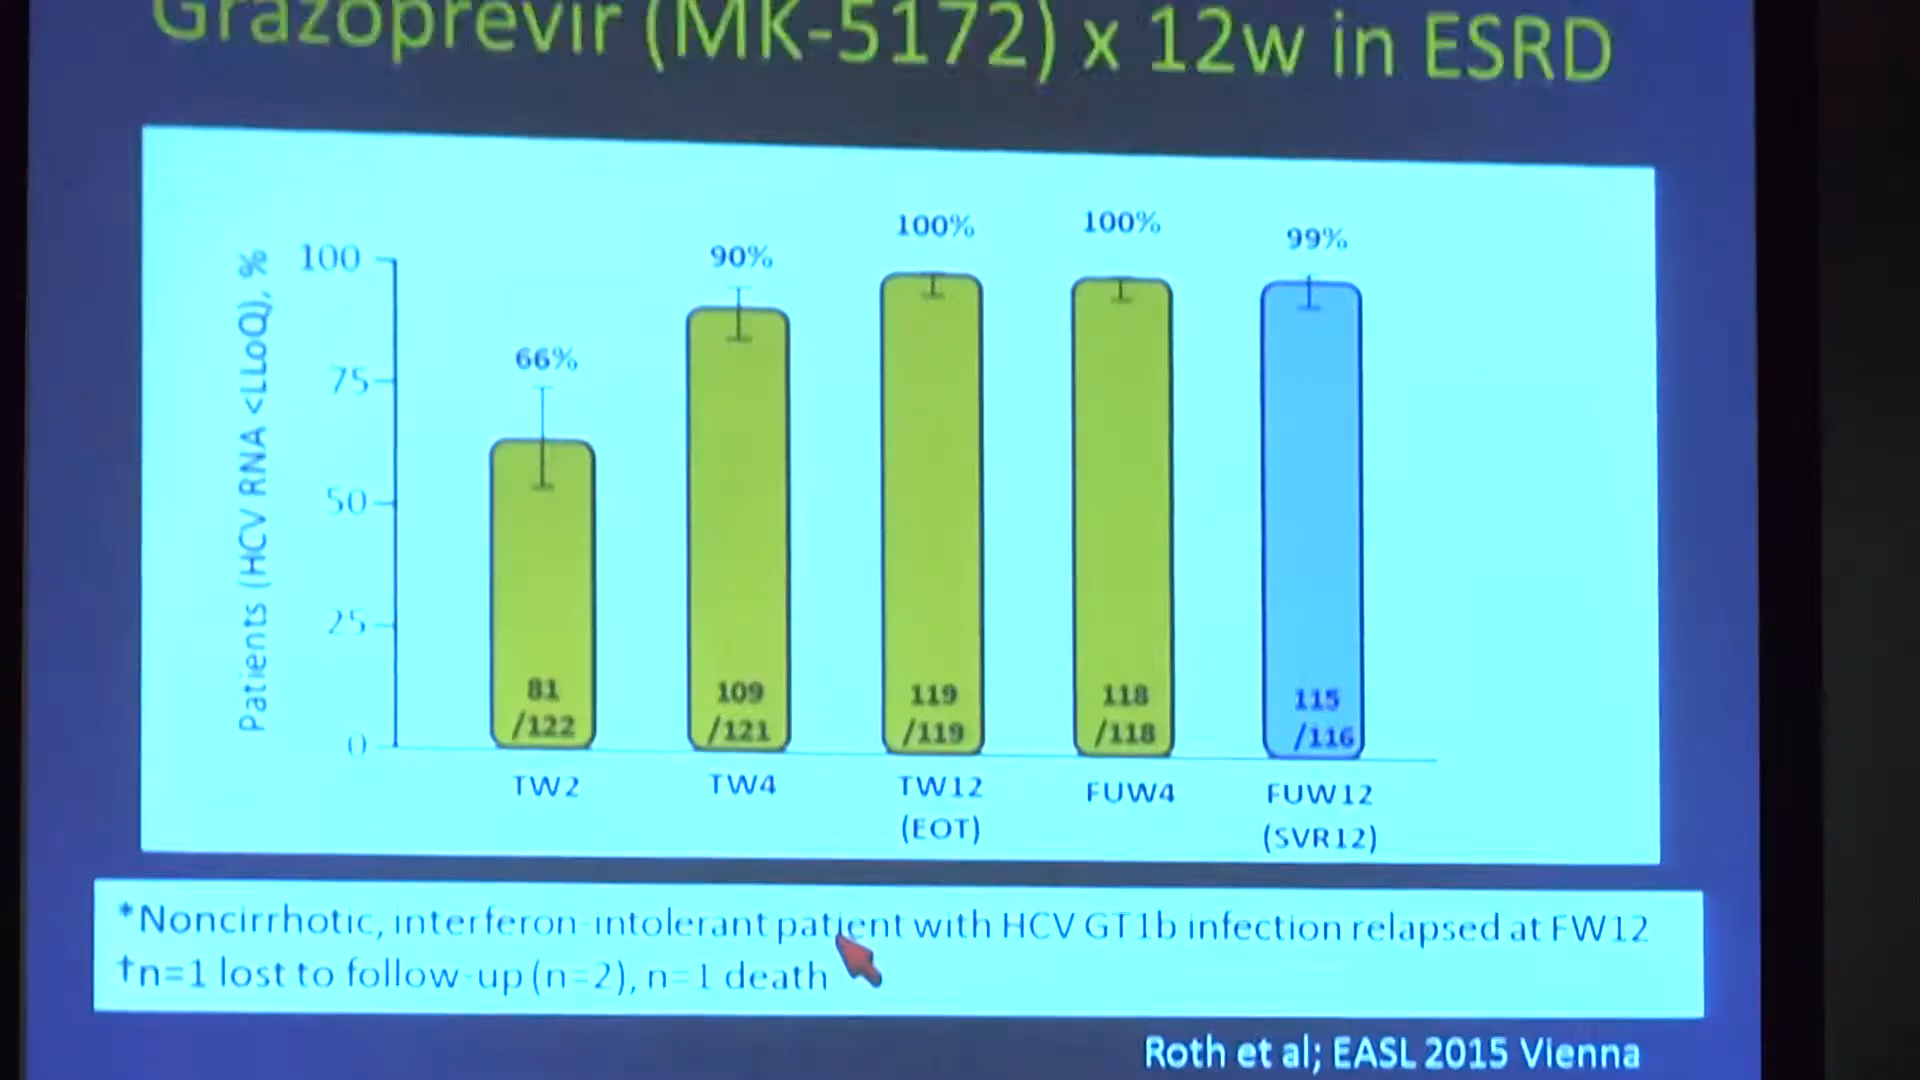 Grazoprevir (MK-5172) x 12w in ESRD
Patients (HCV RNA <LLoQ), %
100
75
50
25
0
66%
90%
100%
100%
99%
81
/122
109
/121
119
/119
118
/118
115
/116
TW2
TW4
TW12
(EOT)
FUW4
FUW12
(SVR12)
*Noncirrhotic, interferon-intolerant patient with HCV GT1b infection relapsed at FW12
†n=1 lost to follow-up (n=2), n=1 death
Roth et al; EASL 2015 Vienna